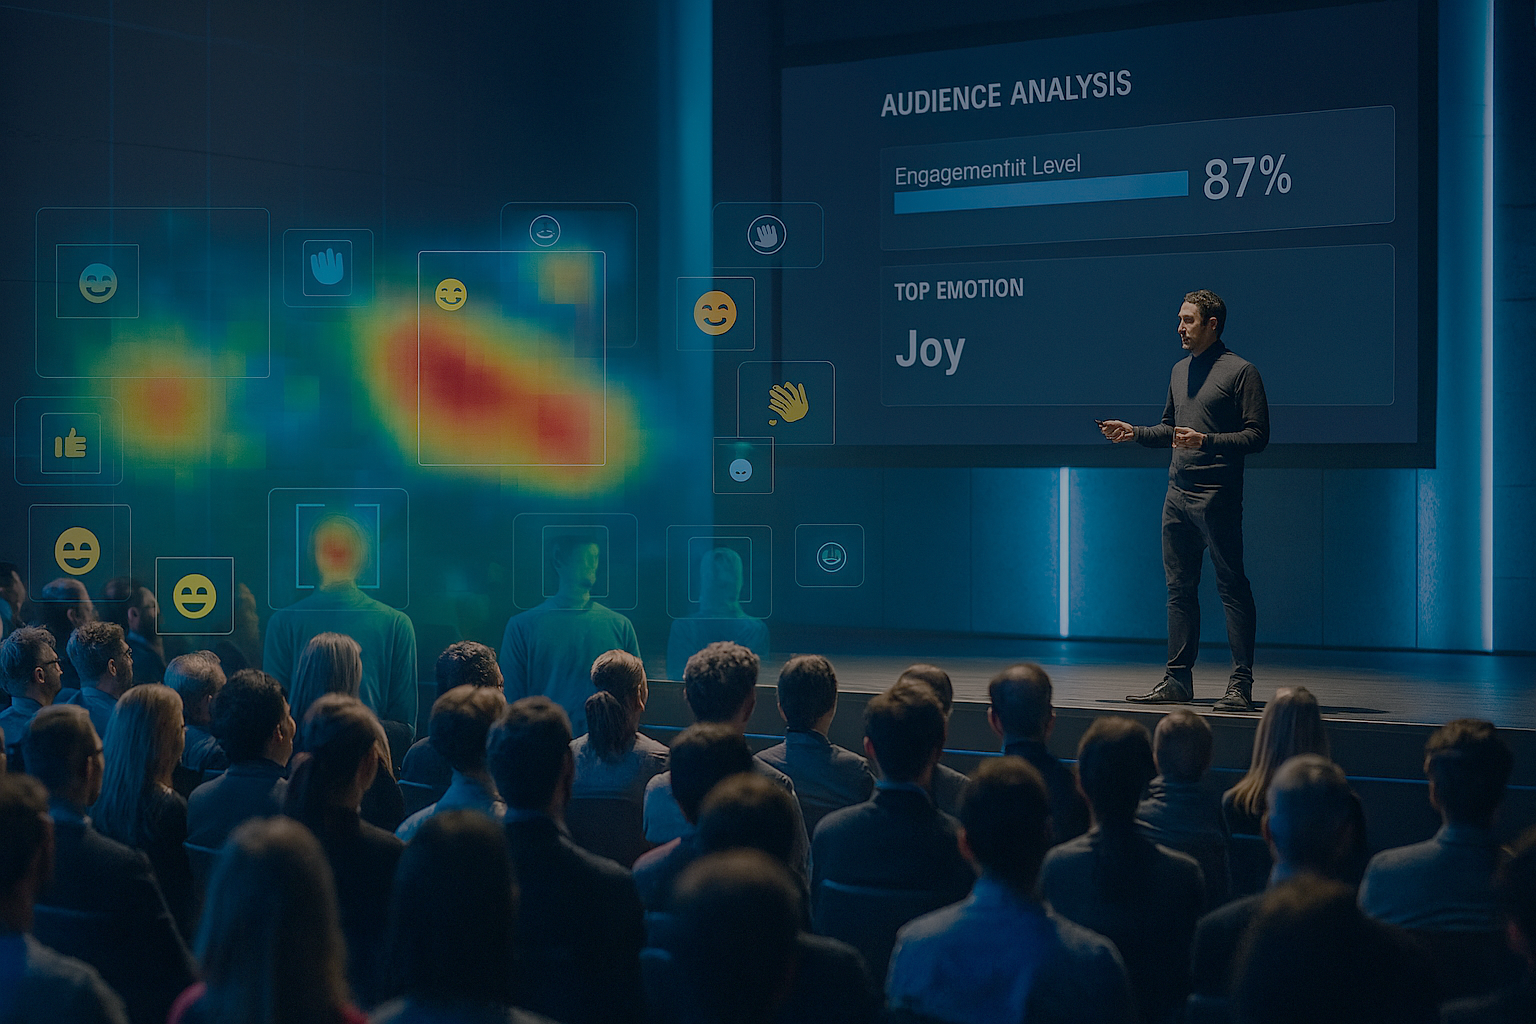 AUDIENCE ANALYSIS
Engagementfiit Level
87%
TOP EMOTION
Joy